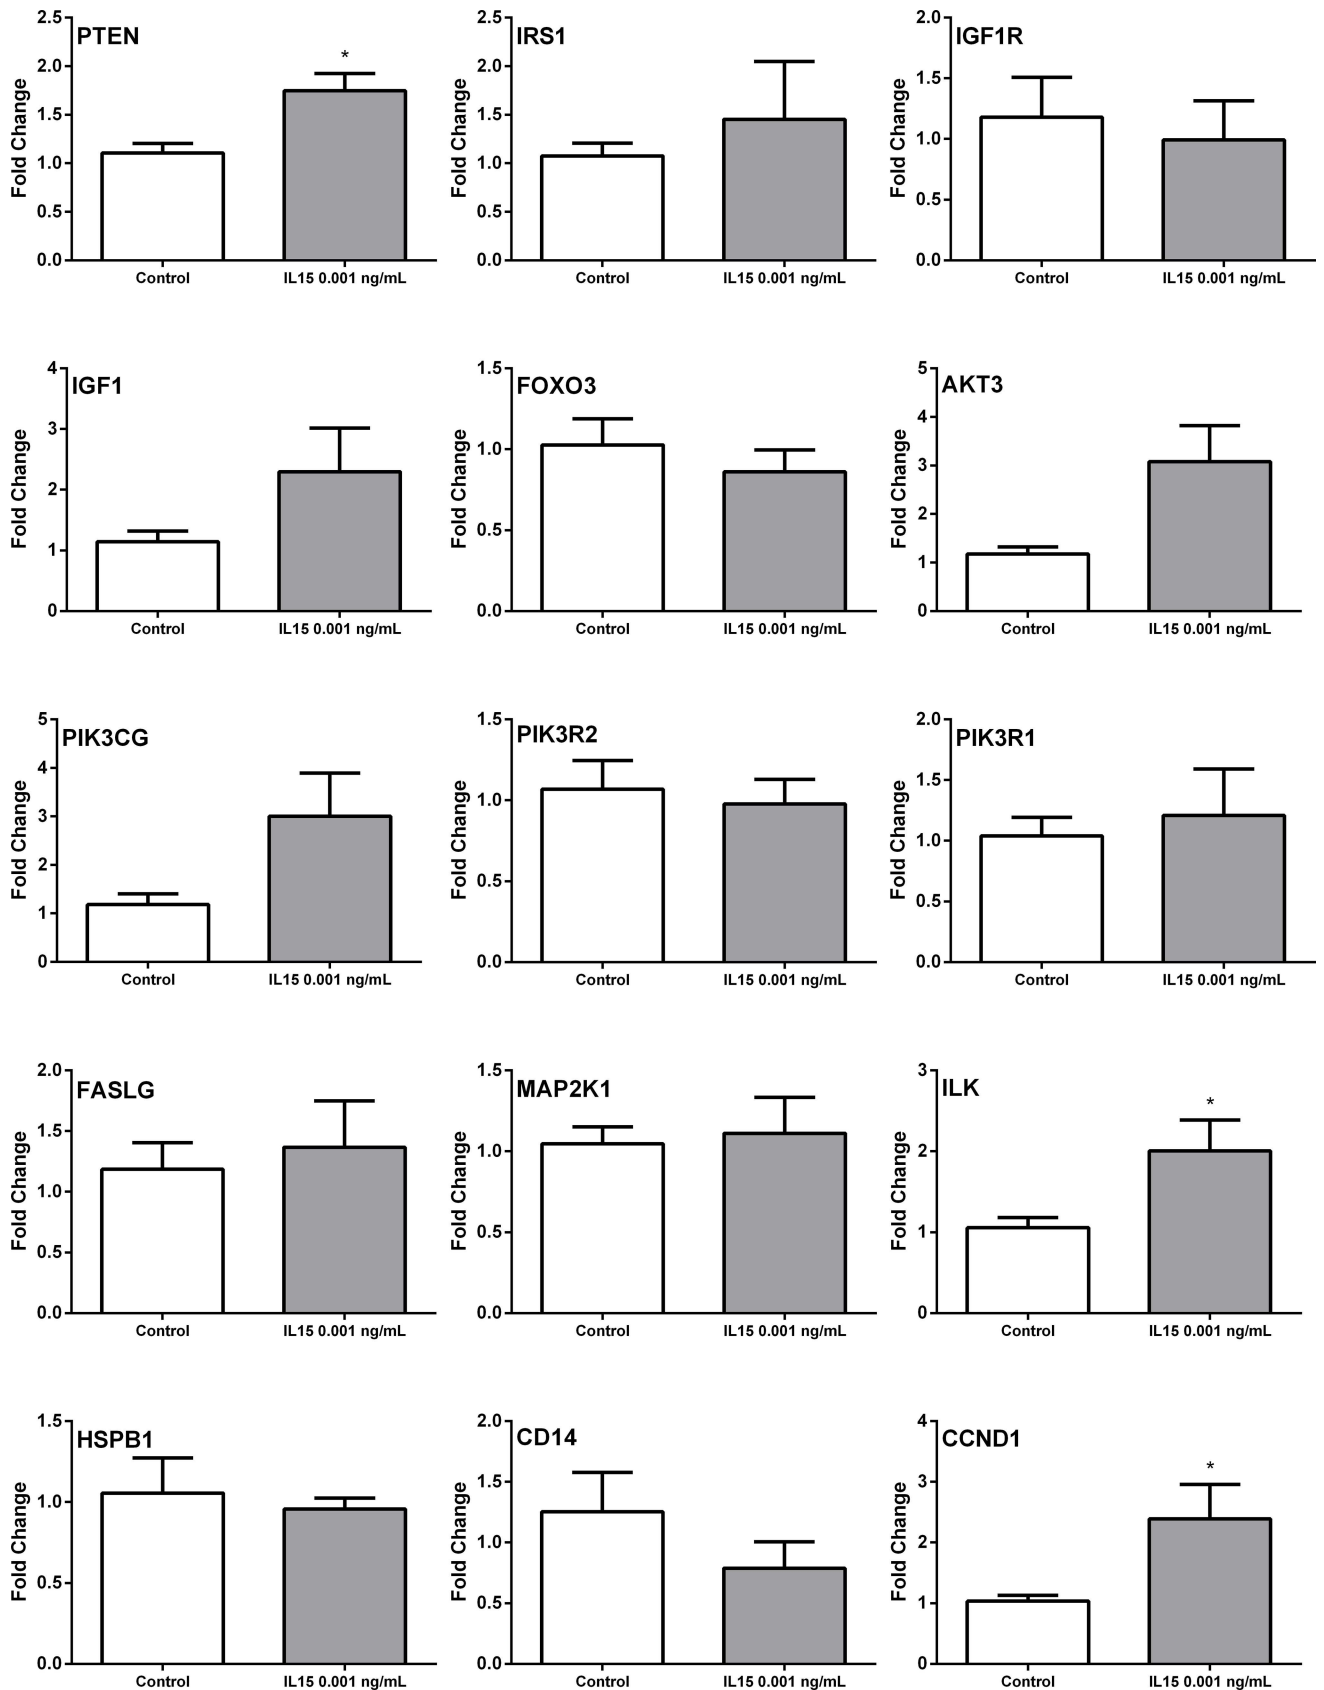 PTEN
*
Fold Change
2.5
2.0
1.5
1.0
0.5
0.0
Control
IL15 0.001 ng/mL
IRS1
Fold Change
2.5
2.0
1.5
1.0
0.5
0.0
Control
IL15 0.001 ng/mL
IGF1R
Fold Change
2.0
1.5
1.0
0.5
0.0
Control
IL15 0.001 ng/mL
IGF1
Fold Change
4
3
2
1
0
Control
IL15 0.001 ng/mL
FOXO3
Fold Change
1.5
1.0
0.5
0.0
Control
IL15 0.001 ng/mL
AKT3
Fold Change
5
4
3
2
1
0
Control
IL15 0.001 ng/mL
PIK3CG
Fold Change
5
4
3
2
1
0
Control
IL15 0.001 ng/mL
PIK3R2
Fold Change
1.5
1.0
0.5
0.0
Control
IL15 0.001 ng/mL
PIK3R1
Fold Change
2.0
1.5
1.0
0.5
0.0
Control
IL15 0.001 ng/mL
FASLG
Fold Change
2.0
1.5
1.0
0.5
0.0
Control
IL15 0.001 ng/mL
MAP2K1
Fold Change
1.5
1.0
0.5
0.0
Control
IL15 0.001 ng/mL
ILK
*
Fold Change
3
2
1
0
Control
IL15 0.001 ng/mL
HSPB1
Fold Change
1.5
1.0
0.5
0.0
Control
IL15 0.001 ng/mL
CD14
Fold Change
2.0
1.5
1.0
0.5
0.0
Control
IL15 0.001 ng/mL
CCND1
*
Fold Change
4
3
2
1
0
Control
IL15 0.001 ng/mL